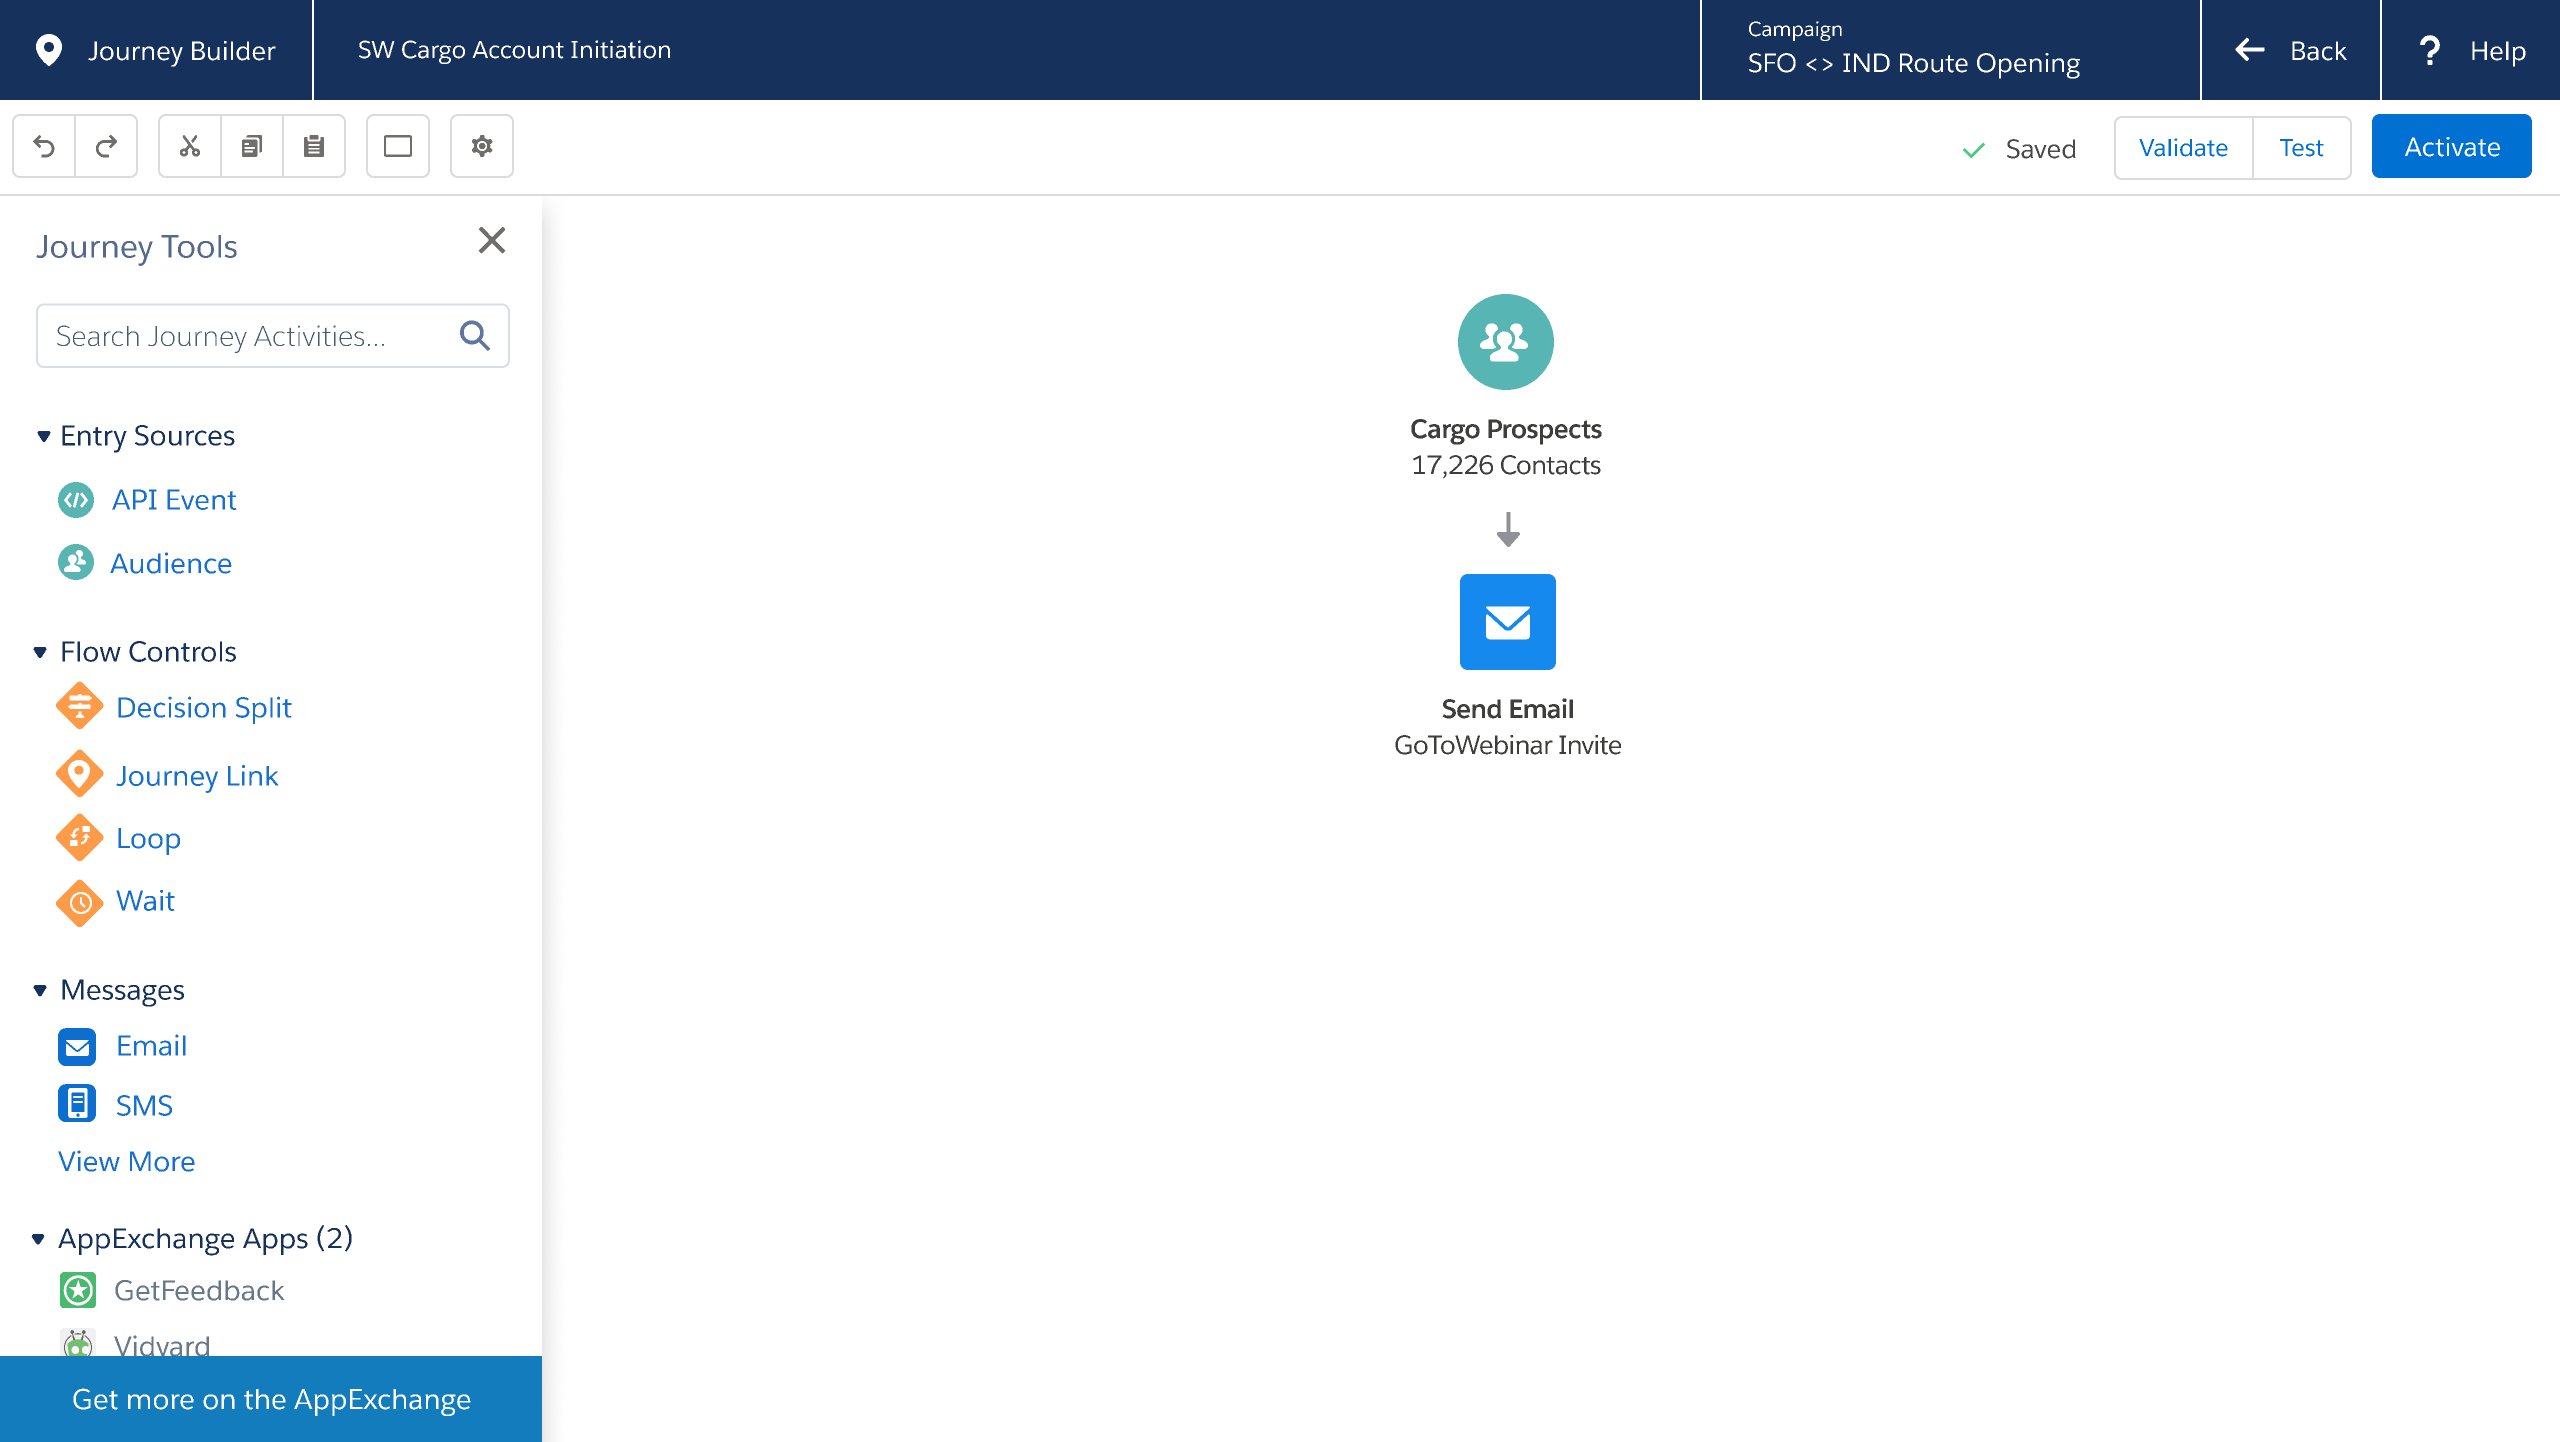 Journey Builder
SW Cargo Account Initiation
Campaign
SFO <> IND Route Opening
Back
? Help
Saved
Validate
Test
Activate
Journey Tools
Search Journey Activities...
Entry Sources
API Event
Audience
Flow Controls
Decision Split
Journey Link
Loop
Wait
Messages
Email
SMS
View More
AppExchange Apps (2)
GetFeedback
Vidyard
Get more on the AppExchange
Cargo Prospects
17,226 Contacts
Send Email
GoToWebinar Invite